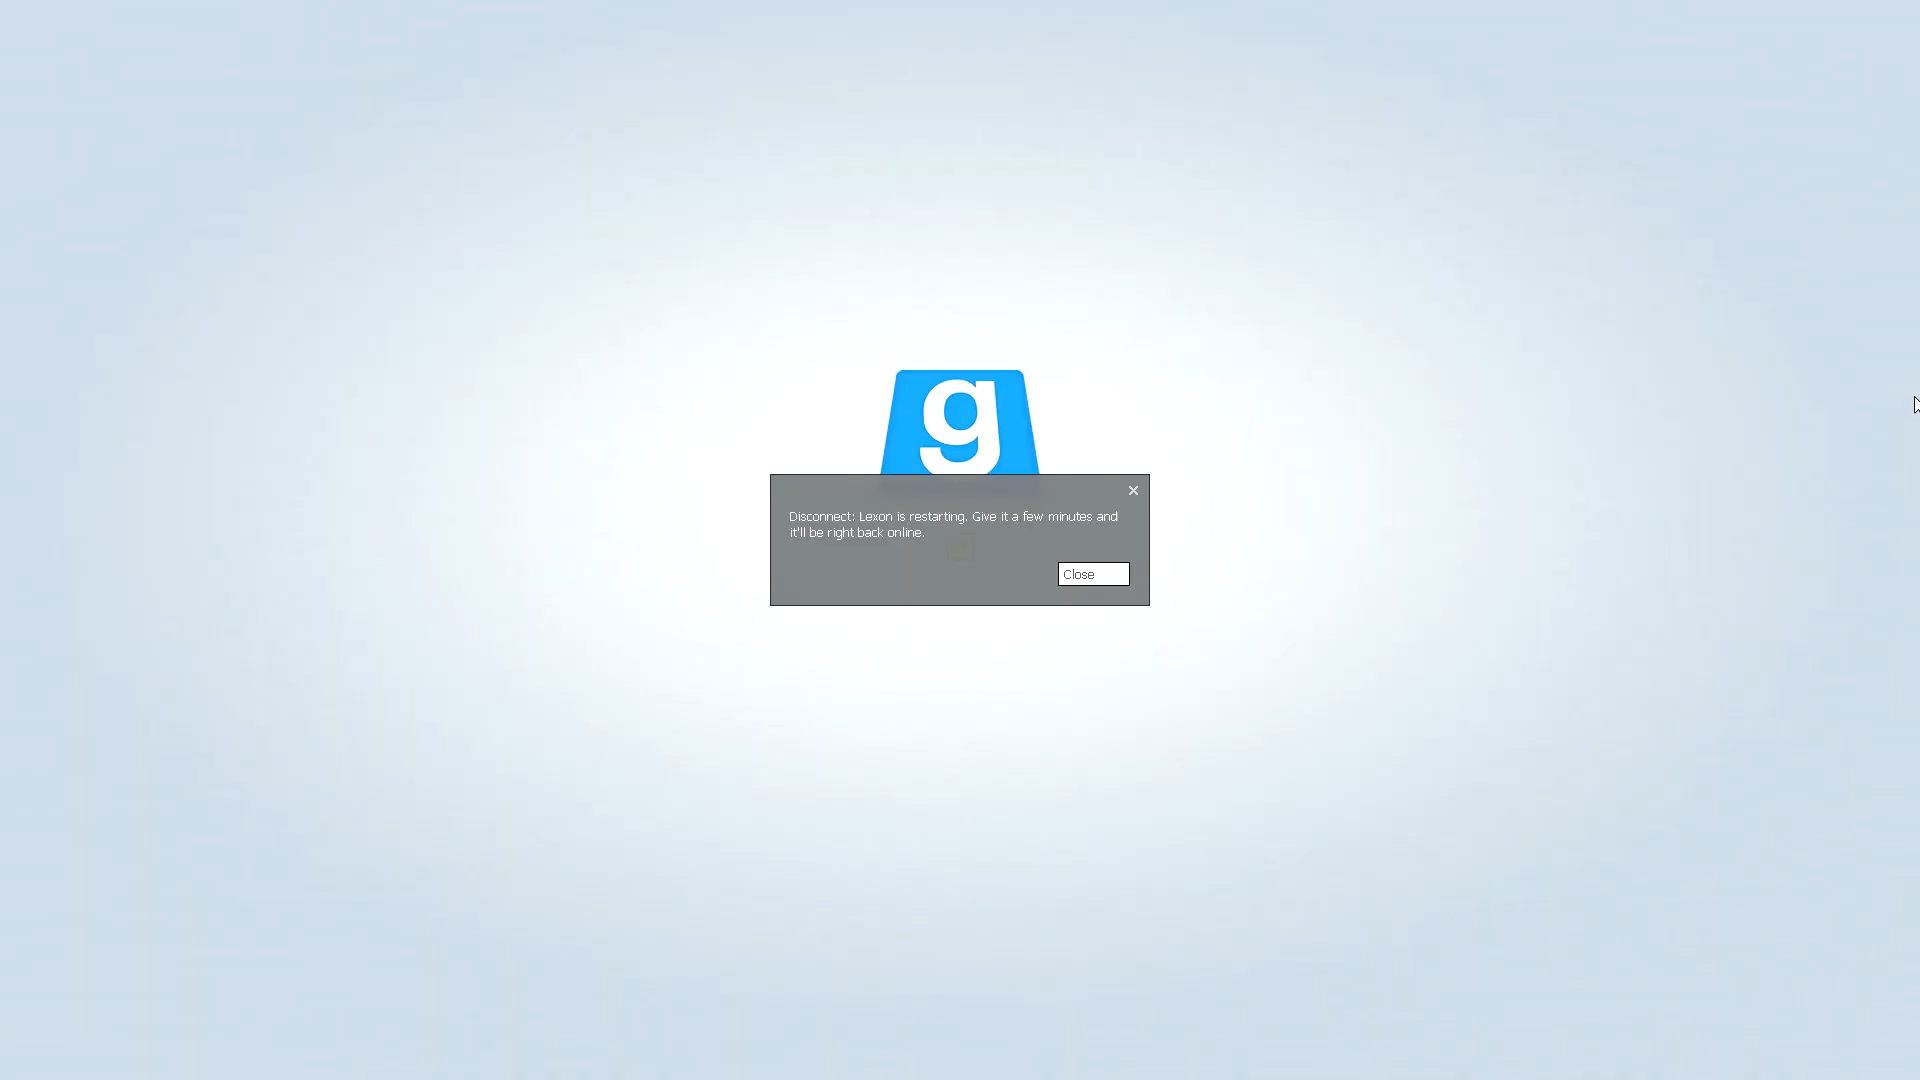 g
Disconnect: Lexon is restarting. Give it a few minutes and
it'll be right back online.
Close